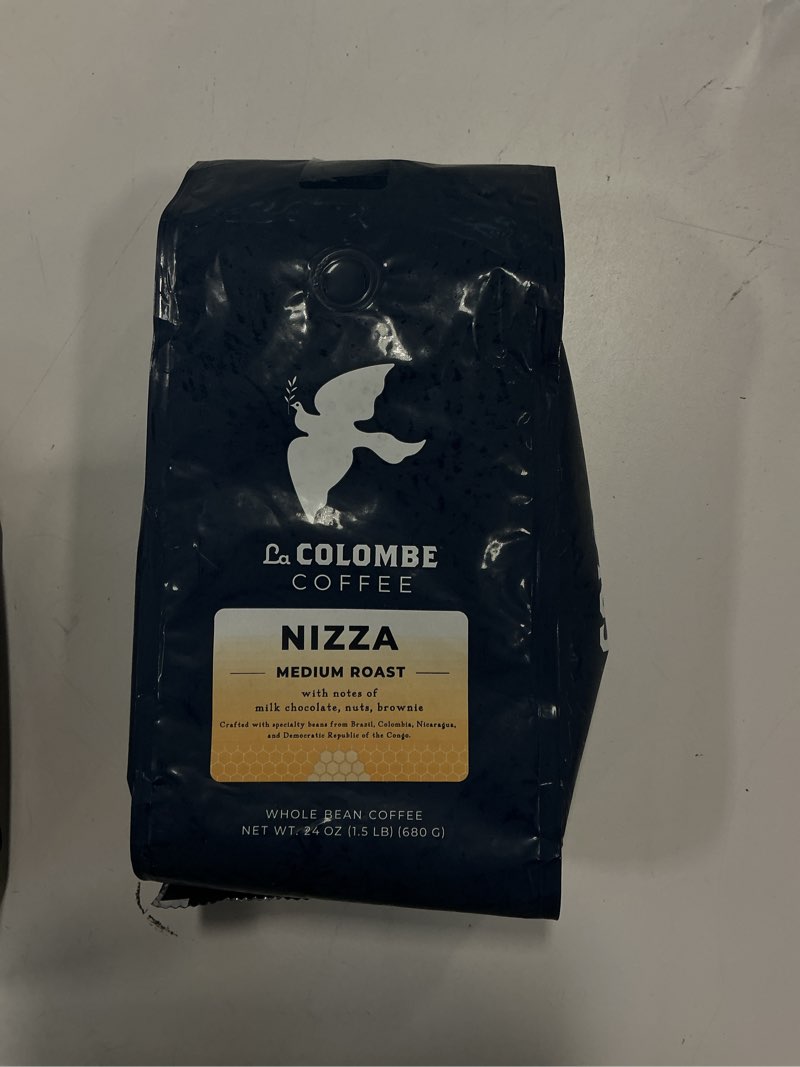 La COLOMBE
COFFEE
NIZZA
MEDIUM ROAST
with notes of
milk chocolate, nuts, brownie
Crafted with specialty beans from Brazil, Colombia, Nicaragua,
and Democratic Republic of the Congo.
WHOLE BEAN COFFEE
NET WT. 24 OZ (1.5 LB) (680 G)